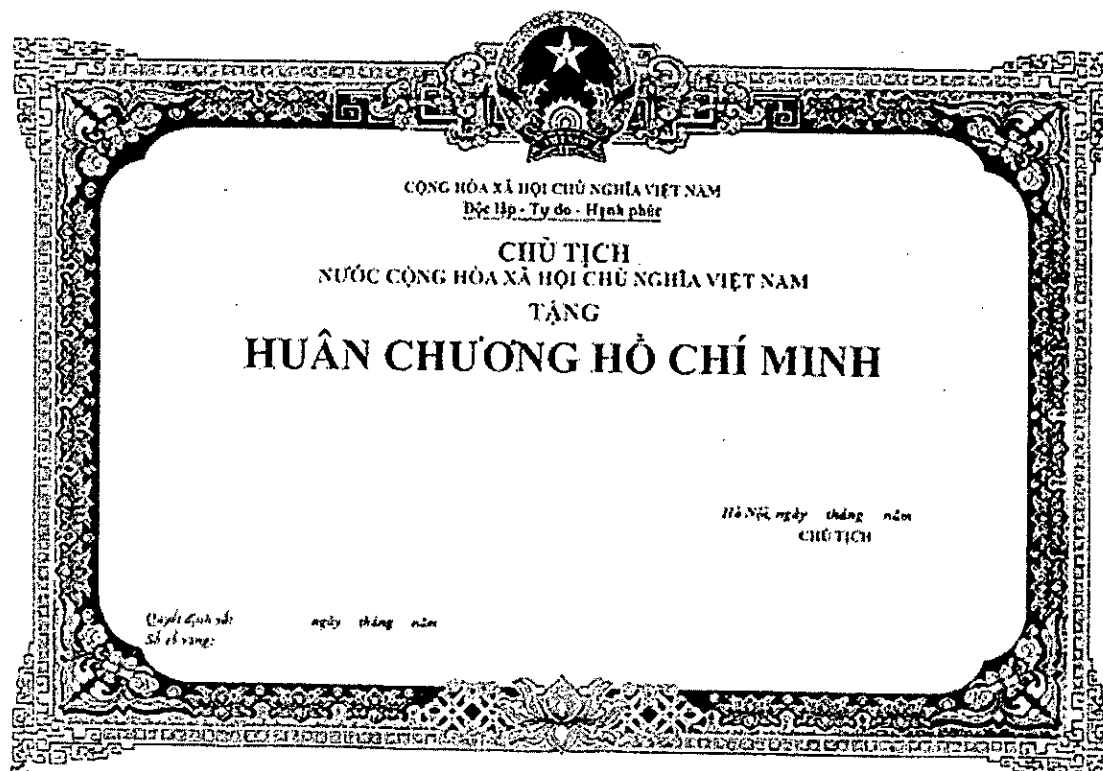 CỘNG HÒA XÃ HỘI CHỦ NGHĨA VIỆT NAM
Độc lập - Tự do - Hạnh phúc
CHỦ TỊCH
NƯỚC CỘNG HÒA XÃ HỘI CHỦ NGHĨA VIỆT NAM
TẶNG
HUÂN CHƯƠNG HỒ CHÍ MINH
Hà Nội, ngày tháng năm
CHỦ TỊCH
Quyết định số: ngày tháng năm
Số sổ vàng: